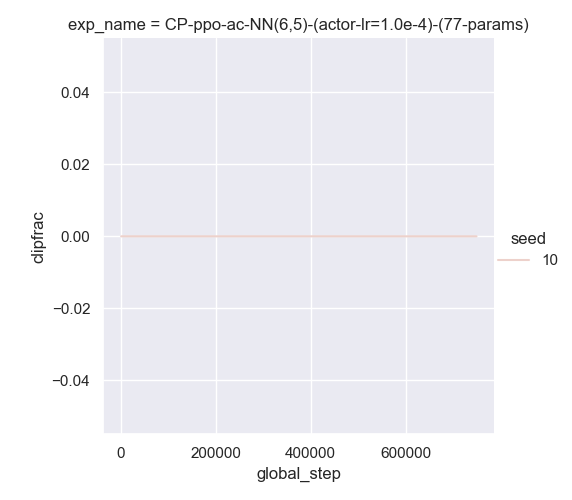 exp_name = CP-ppo-ac-NN(6,5)-(actor-lr=1.0e-4)-(77-params)
0.04
0.02
0.00
−0.02
−0.04
clipfrac
0 200000 400000 600000
global_step
seed
10